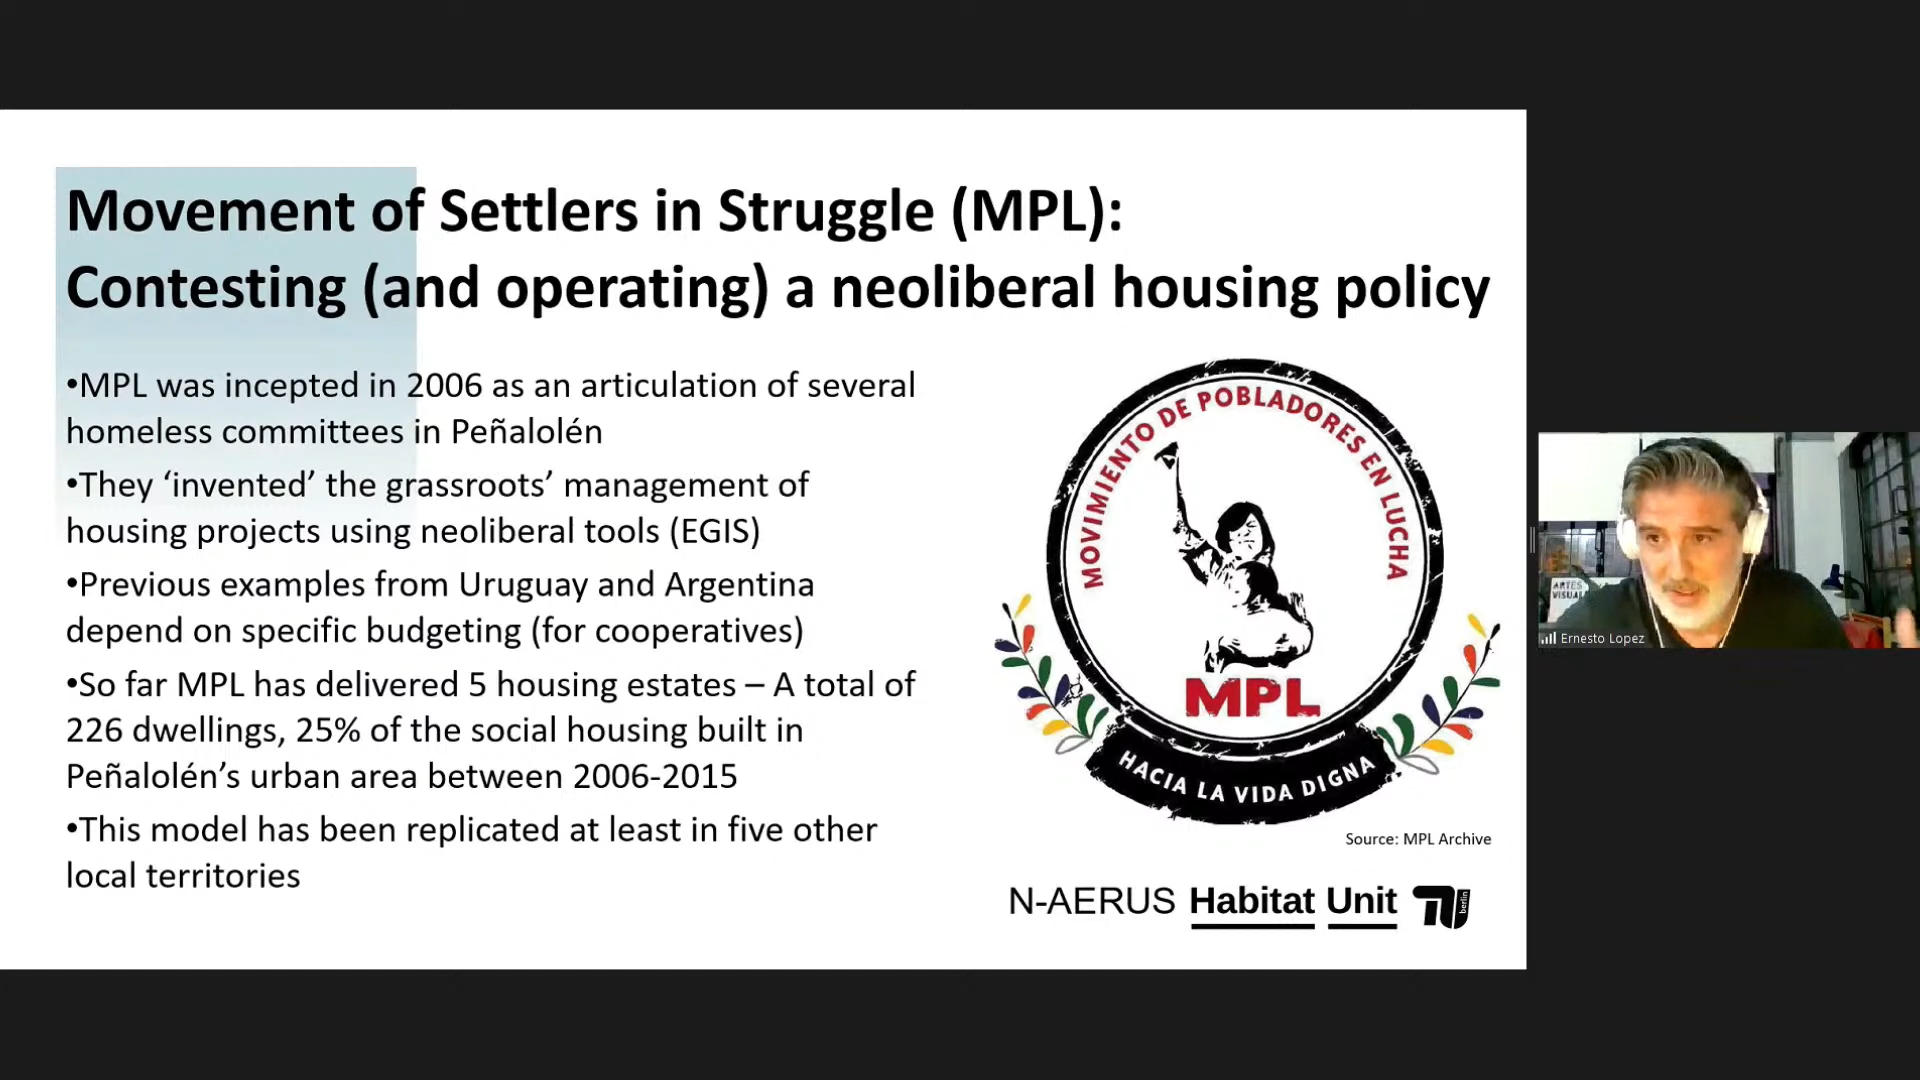 Movement of Settlers in Struggle (MPL):
Contesting (and operating) a neoliberal housing policy
•MPL was incepted in 2006 as an articulation of several
homeless committees in Peñalolén
•They ‘invented’ the grassroots’ management of
housing projects using neoliberal tools (EGIS)
•Previous examples from Uruguay and Argentina
depend on specific budgeting (for cooperatives)
•So far MPL has delivered 5 housing estates – A total of
226 dwellings, 25% of the social housing built in
Peñalolén’s urban area between 2006-2015
•This model has been replicated at least in five other
local territories
MOVIMIENTO DE POBLADORES EN LUCHA
MPL
HACIA LA VIDA DIGNA
Source: MPL Archive
N-AERUS Habitat Unit
berlin
ARTES
VISUAL
Ernesto Lopez